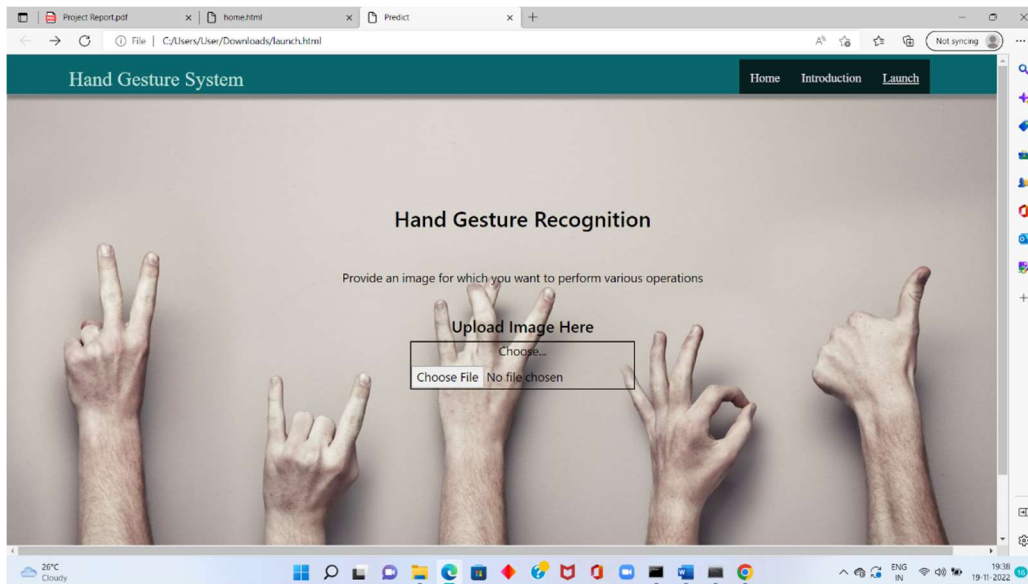 Project Report.pdf
home.html
Predict
File | C:/Users/User/Downloads/launch.html
Not syncing
Hand Gesture System
Home Introduction Launch
Hand Gesture Recognition
Provide an image for which you want to perform various operations
Upload Image Here
Choose...
Choose File No file chosen
26°C
Cloudy
ENG
IN
19:38
19-11-2022